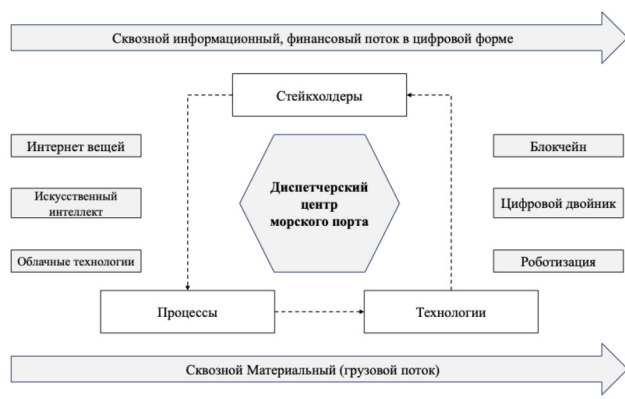 Сквозной информационный, финансовый поток в цифровой форме
Стейкхолдеры
Интернет вещей
Блокчейн
Диспетчерский
центр
морского порта
Искусственный
интеллект
Цифровой двойник
Облачные технологии
Роботизация
Процессы
Технологии
Сквозной Материальный (грузовой поток)